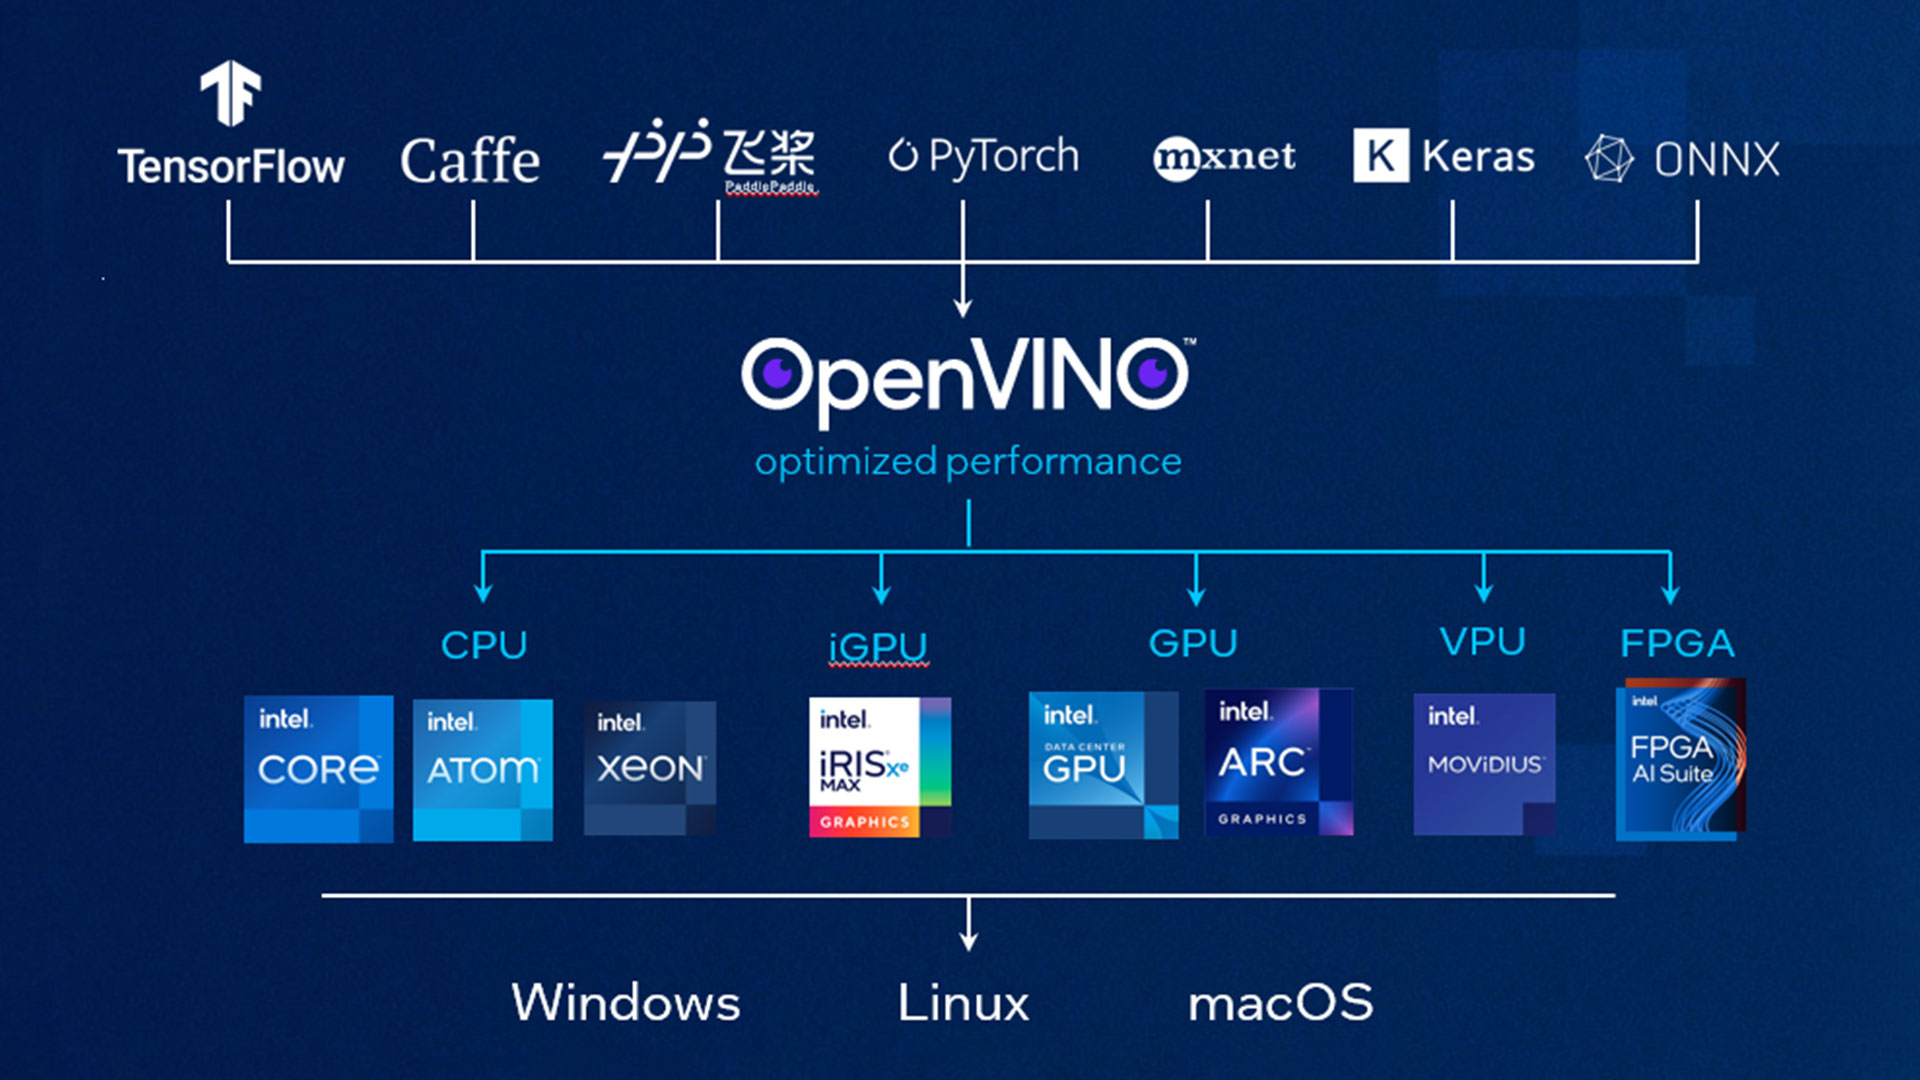 TensorFlow
Caffe
飞桨
PaddlePaddle
PyTorch
mxnet
K Keras
ONNX
OpenVINO™
optimized performance
CPU
iGPU
GPU
VPU
FPGA
intel.
CORE
intel.
ATOM
intel.
XEON
intel.
iRIS Xe
MAX
GRAPHICS
intel.
DATA CENTER
GPU
intel.
ARC
GRAPHICS
intel.
MOViDiUS
intel
FPGA
AI Suite
Windows
Linux
macOS